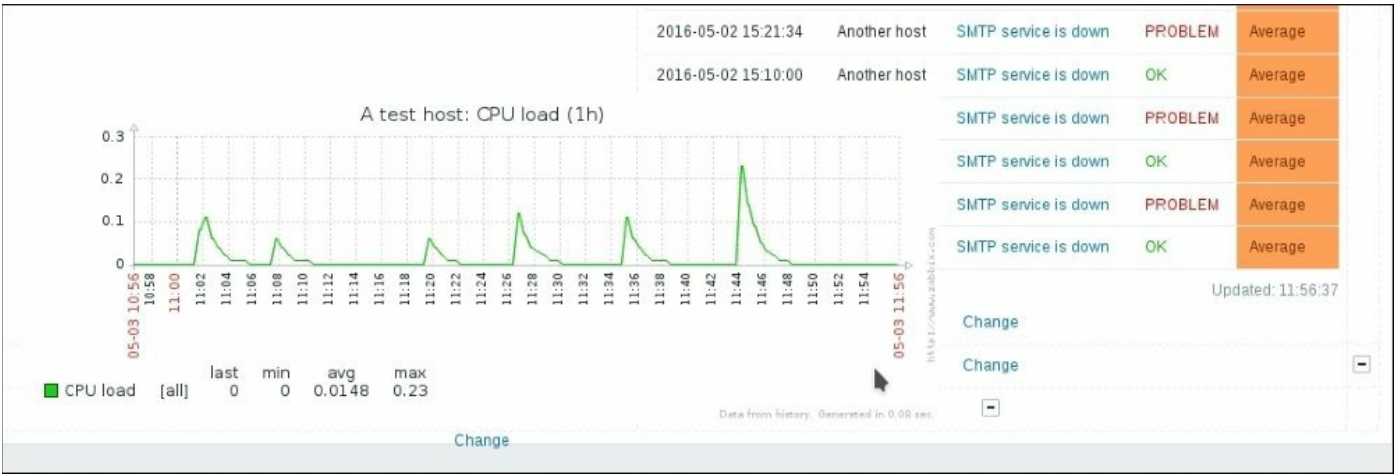 2016-05-02 15:21:34 Another host SMTP service is down PROBLEM Average
2016-05-02 15:10:00 Another host SMTP service is down OK Average
SMTP service is down PROBLEM Average
SMTP service is down OK Average
SMTP service is down PROBLEM Average
SMTP service is down OK Average
Updated: 11:56:37
A test host: CPU load (1h)
0.3
0.2
0.1
0
05-03 10:56 10:58 11:00 11:02 11:04 11:06 11:08 11:10 11:12 11:14 11:16 11:18 11:20 11:22 11:24 11:26 11:28 11:30 11:32 11:34 11:36 11:38 11:40 11:42 11:44 11:46 11:48 11:50 11:52 11:54 05-03 11:56
http://www.zabbix.com
last min avg max
CPU load [all] 0 0 0.0148 0.23
Data from history. Generated in 0.08 sec.
Change
Change
Change